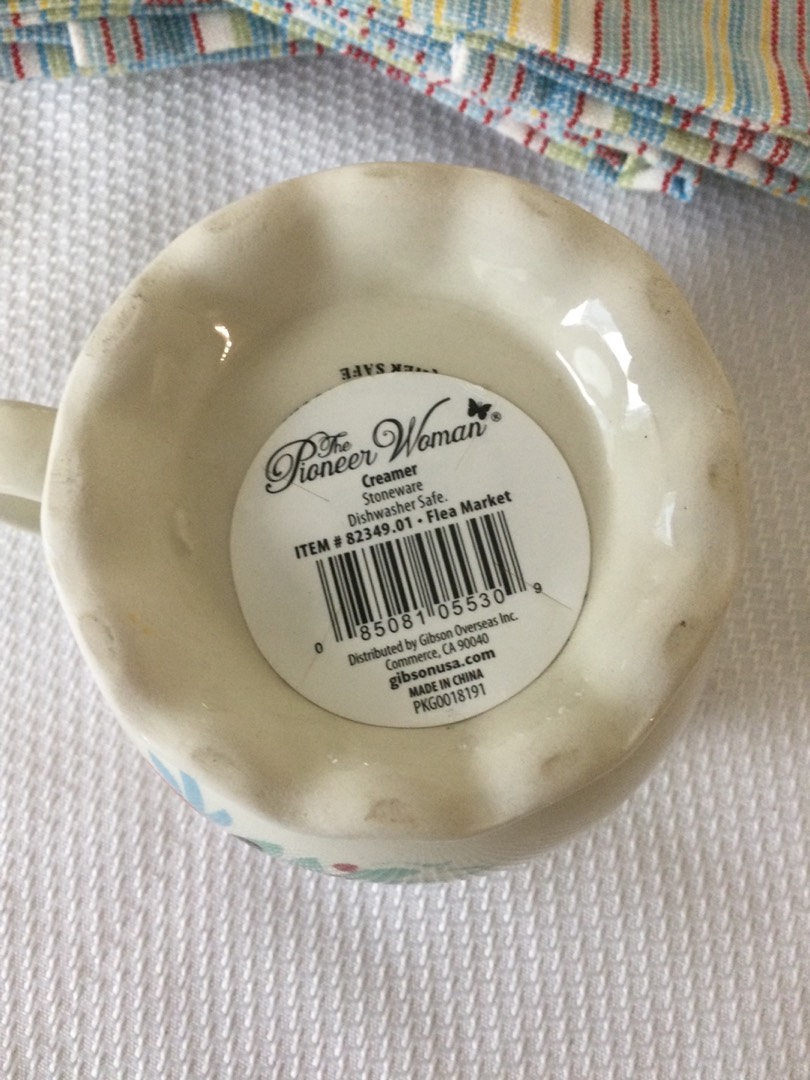 SAFE
The
Pioneer Woman®
Creamer
Stoneware
Dishwasher Safe.
ITEM # 82349.01 • Flea Market
0 85081 05530 9
Distributed by Gibson Overseas Inc.
Commerce, CA 90040
gibsonusa.com
MADE IN CHINA
PKG0018191